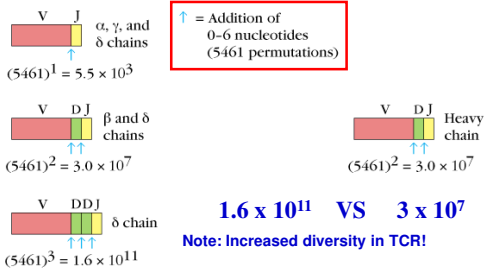 V J
α, γ, and
δ chains
(5461)1 = 5.5 × 10³
↑ = Addition of
0–6 nucleotides
(5461 permutations)
V D J
β and δ
chains
(5461)² = 3.0 × 10⁷
V D J
Heavy
chain
(5461)² = 3.0 × 10⁷
V D D J
δ chain
(5461)³ = 1.6 × 10¹¹
1.6 x 10¹¹ VS 3 x 10⁷
Note: Increased diversity in TCR!